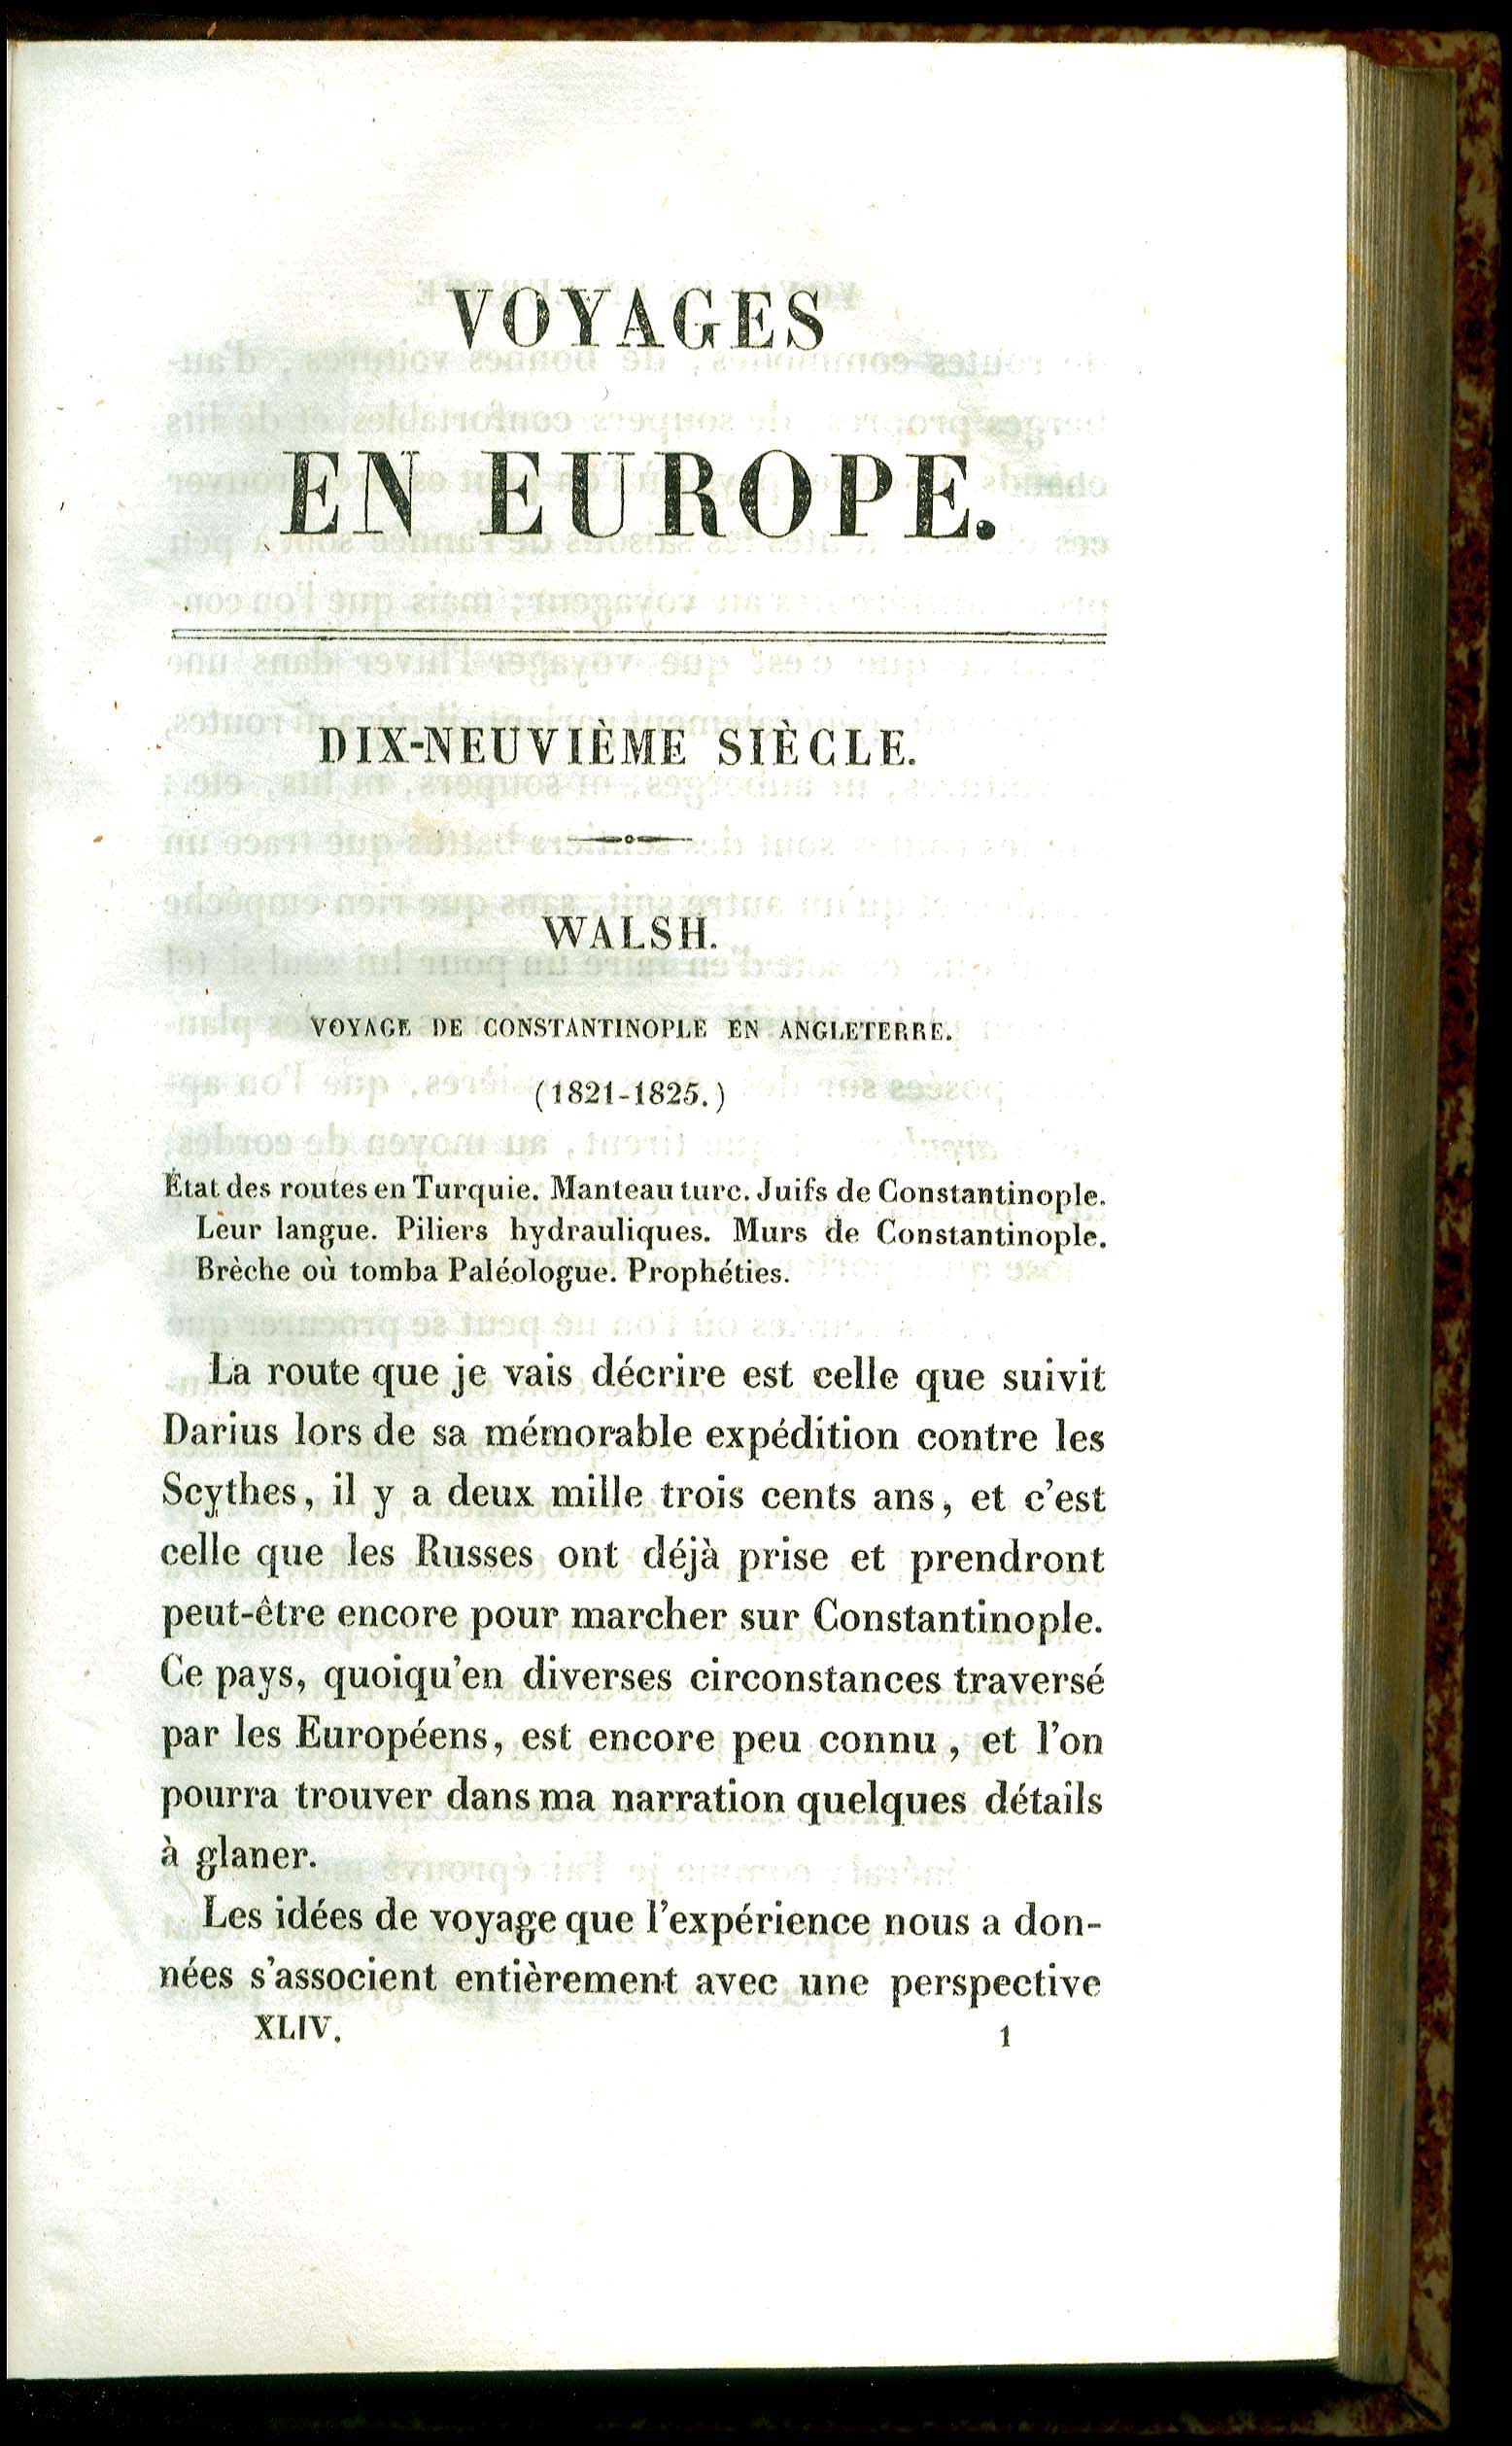 VOYAGES
EN EUROPE.
DIX-NEUVIÈME SIÈCLE.
WALSH.
VOYAGE DE CONSTANTINOPLE EN ANGLETERRE.
(1821-1825.)
État des routes en Turquie. Manteau turc. Juifs de Constantinople.
Leur langue. Piliers hydrauliques. Murs de Constantinople.
Brèche où tomba Paléologue. Prophéties.
La route que je vais décrire est celle que suivit
Darius lors de sa mémorable expédition contre les
Scythes, il y a deux mille trois cents ans, et c'est
celle que les Russes ont déjà prise et prendront
peut-être encore pour marcher sur Constantinople.
Ce pays, quoiqu'en diverses circonstances traversé
par les Européens, est encore peu connu, et l'on
pourra trouver dans ma narration quelques détails
à glaner.
Les idées de voyage que l'expérience nous a don-
nées s'associent entièrement avec une perspective
XLIV. 1